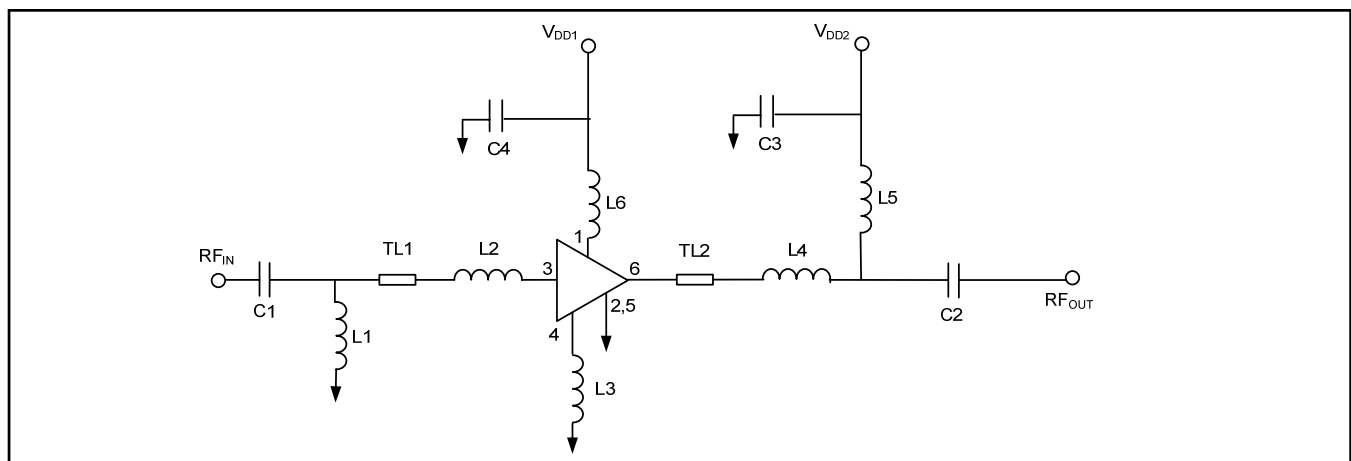 VDD1
VDD2
C4
C3
L6
L5
RFIN
TL1
L2
1
3
6
TL2
L4
C1
L1
4
2,5
C2
RFOUT
L3